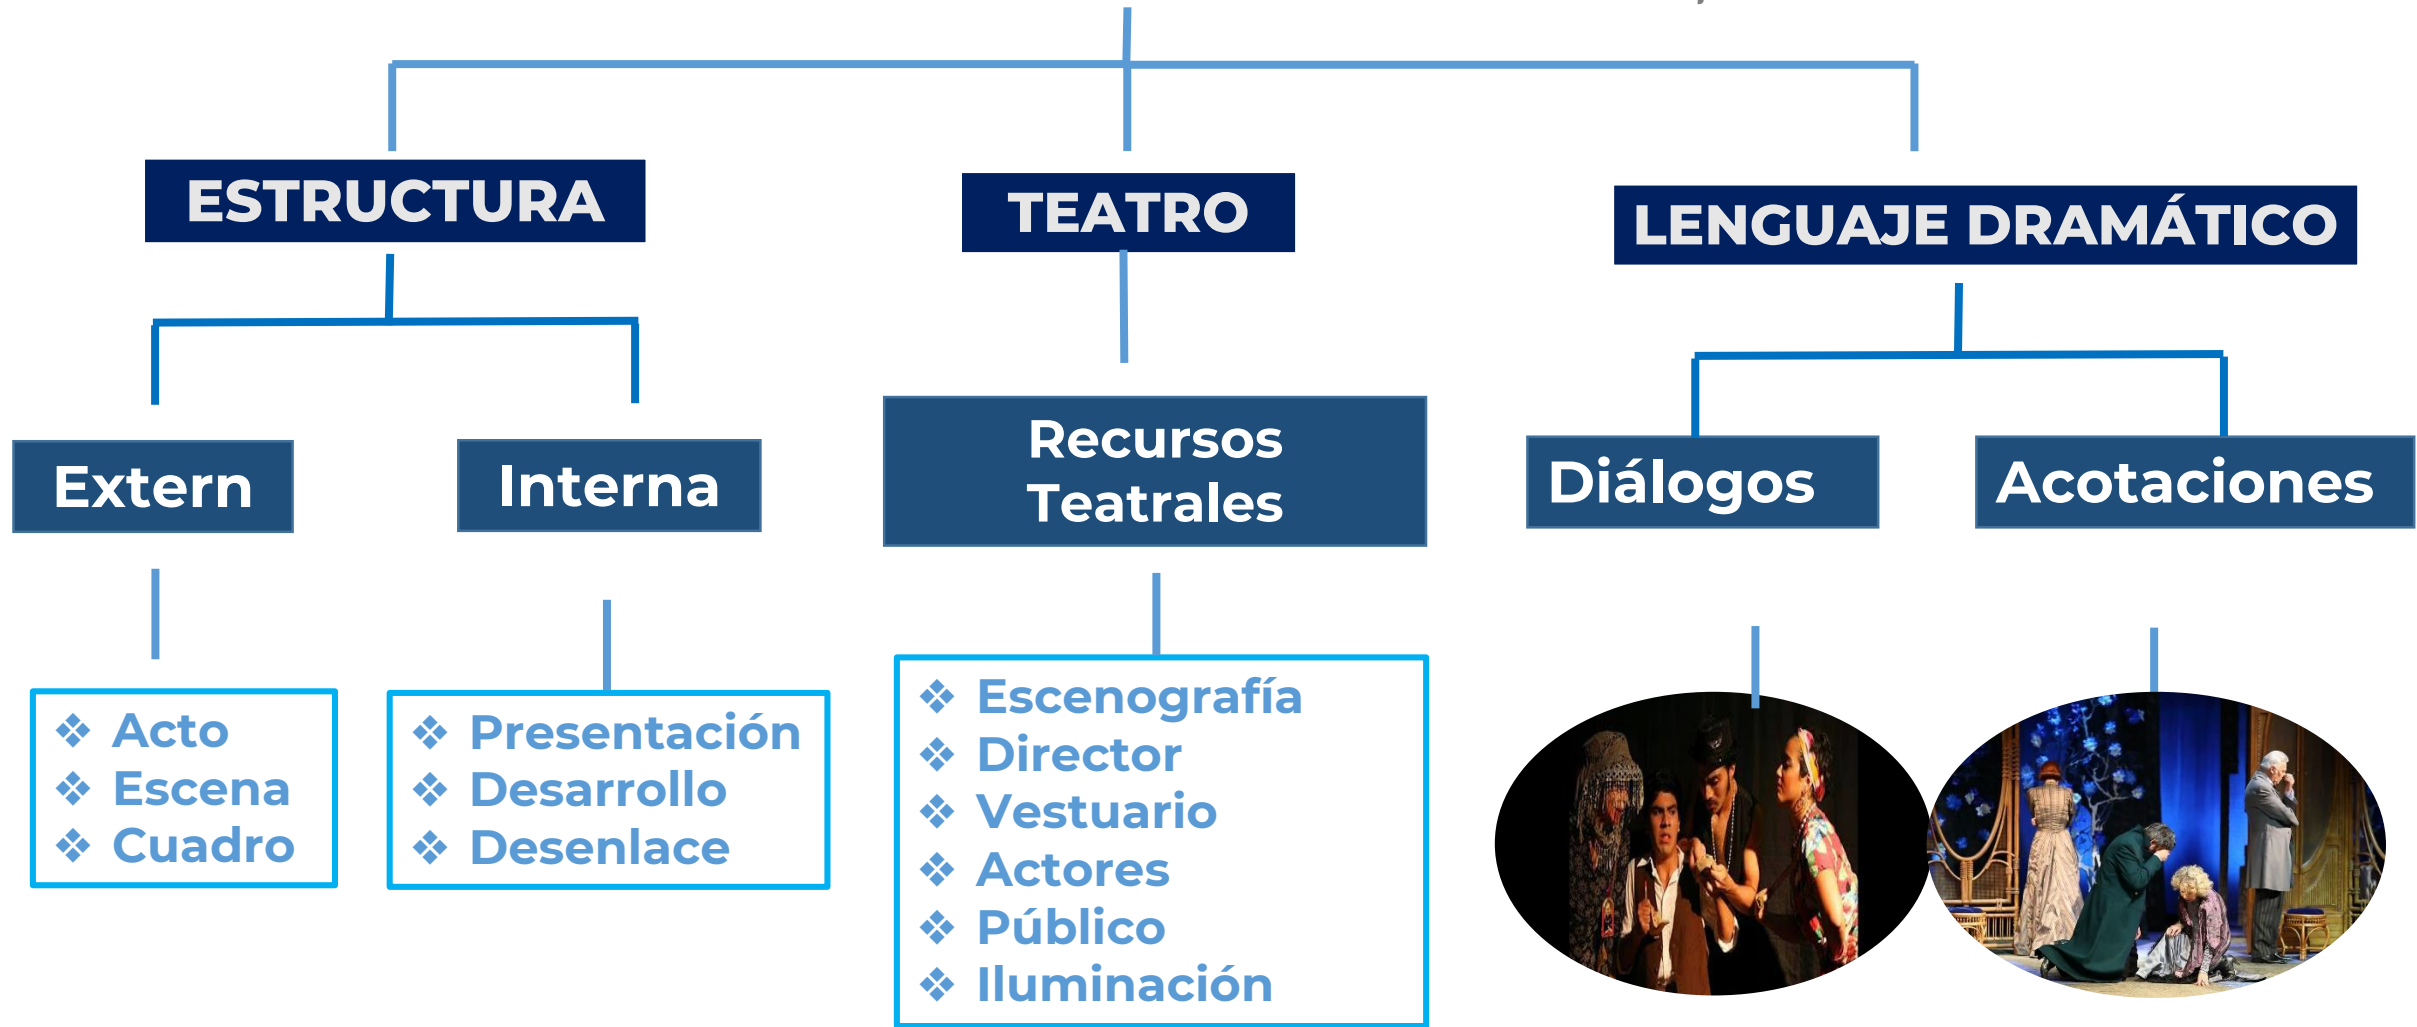 ESTRUCTURA
TEATRO
LENGUAJE DRAMÁTICO
Extern
Interna
Recursos
Teatrales
Diálogos
Acotaciones
❖ Acto
❖ Escena
❖ Cuadro
❖ Presentación
❖ Desarrollo
❖ Desenlace
❖ Escenografía
❖ Director
❖ Vestuario
❖ Actores
❖ Público
❖ Iluminación